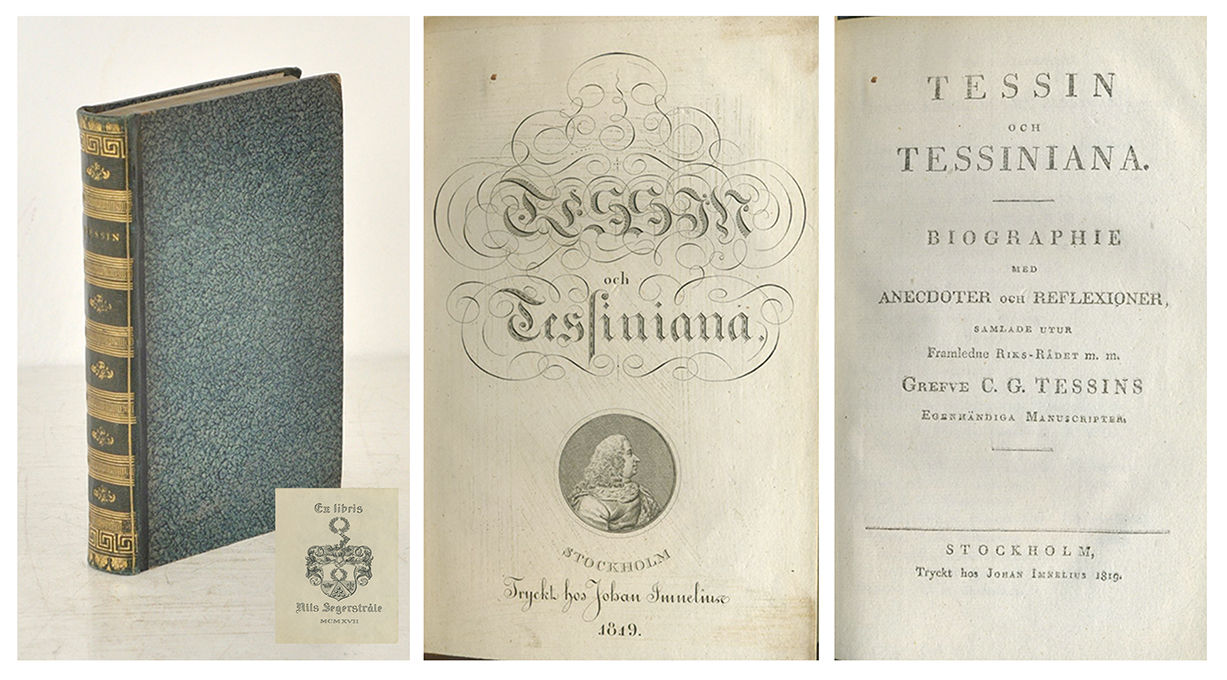 TESSIN
Ex libris
Nils Segerstråle
MCMXVII
TESSIN
och
Tessiniana.
STOCKHOLM
Tryckt hos Johan Imnelius
1819.
TESSIN
OCH
TESSINIANA.
BIOGRAPHIE
MED
ANECDOTER OCH REFLEXIONER,
SAMLADE UTUR
Framledne RIKS-RÅDET m. m.
GREFVE C. G. TESSINS
EGENHÄNDIGA MANUSCRIPTER.
STOCKHOLM,
Tryckt hos JOHAN IMNELIUS 1819.